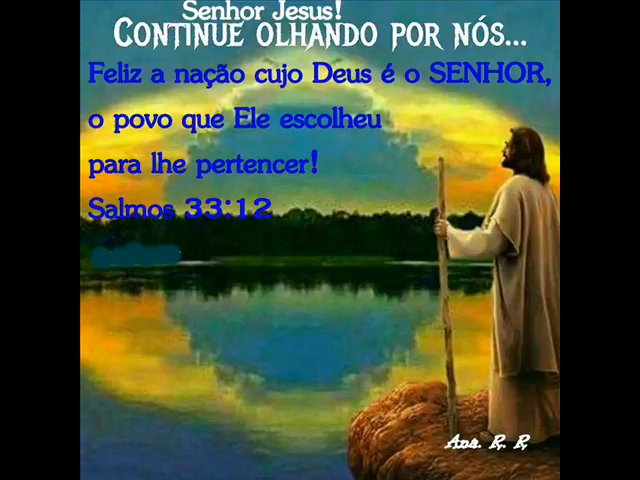 Senhor Jesus!
Continue olhando por nós...
Feliz a nação cujo Deus é o SENHOR,
o povo que Ele escolheu
para lhe pertencer!
Salmos 33:12
Ana. R. R